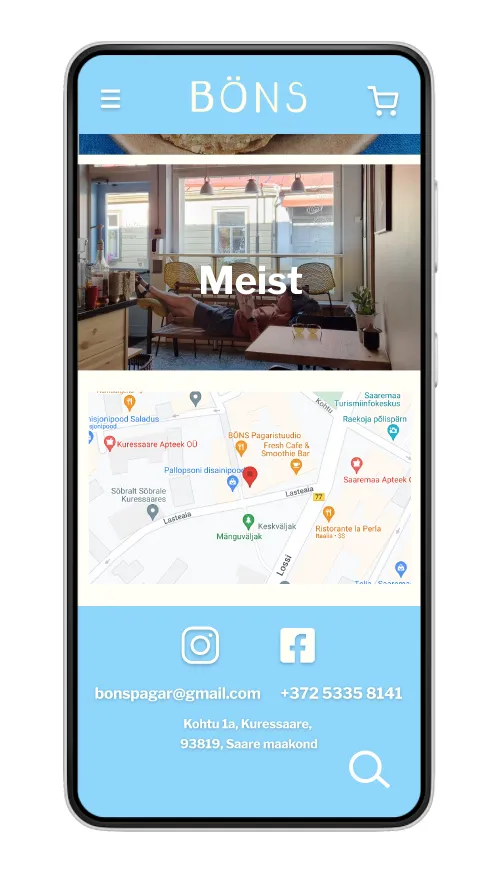 BÖNS
Meist
Saaremaa
Turismiinfokeskus
Kohtu
Saladus
Raekoja põlispärn
BÖNS Pagaristuudio
Kuressaare Apteek OÜ
Fresh Cafe &
Smoothie Bar
Pallopsoni disainipood
Saaremaa Apteek
Sõbralt Sõbrale
Kuressaares
Lasteaia
77
Lasteaia
Keskväljak
Mänguväljak
Ristorante la Perla
Itaalia • $$
Lossi
bonspagar@gmail.com +372 5335 8141
Kohtu 1a, Kuressaare,
93819, Saare maakond